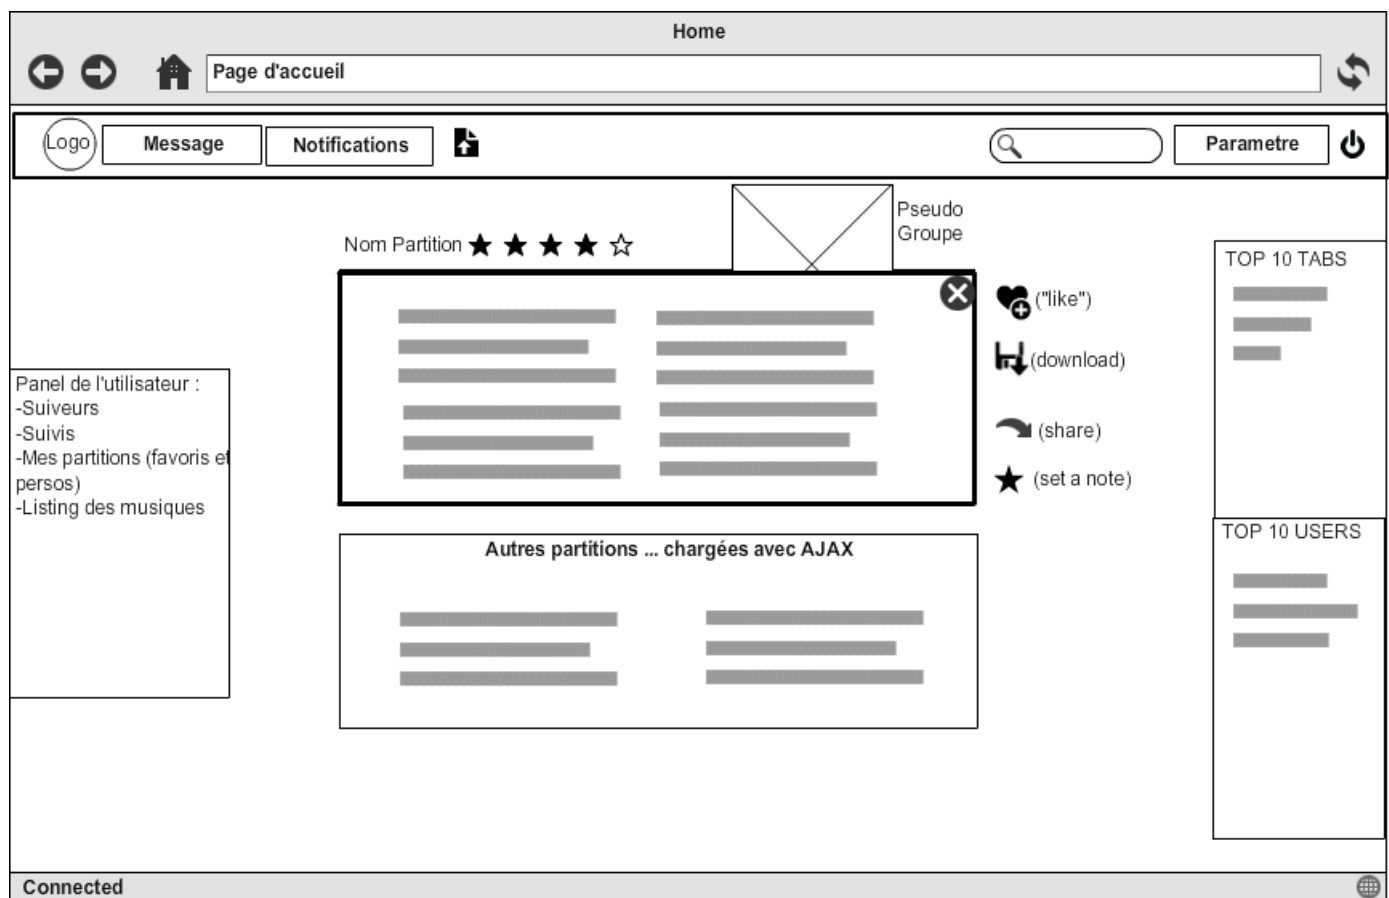 Home
Page d'accueil
Logo
Message
Notifications
Parametre
Pseudo
Groupe
Nom Partition
TOP 10 TABS
("like")
(download)
(share)
(set a note)
Panel de l'utilisateur :
-Suiveurs
-Suivis
-Mes partitions (favoris et
persos)
-Listing des musiques
Autres partitions ... chargées avec AJAX
TOP 10 USERS
Connected